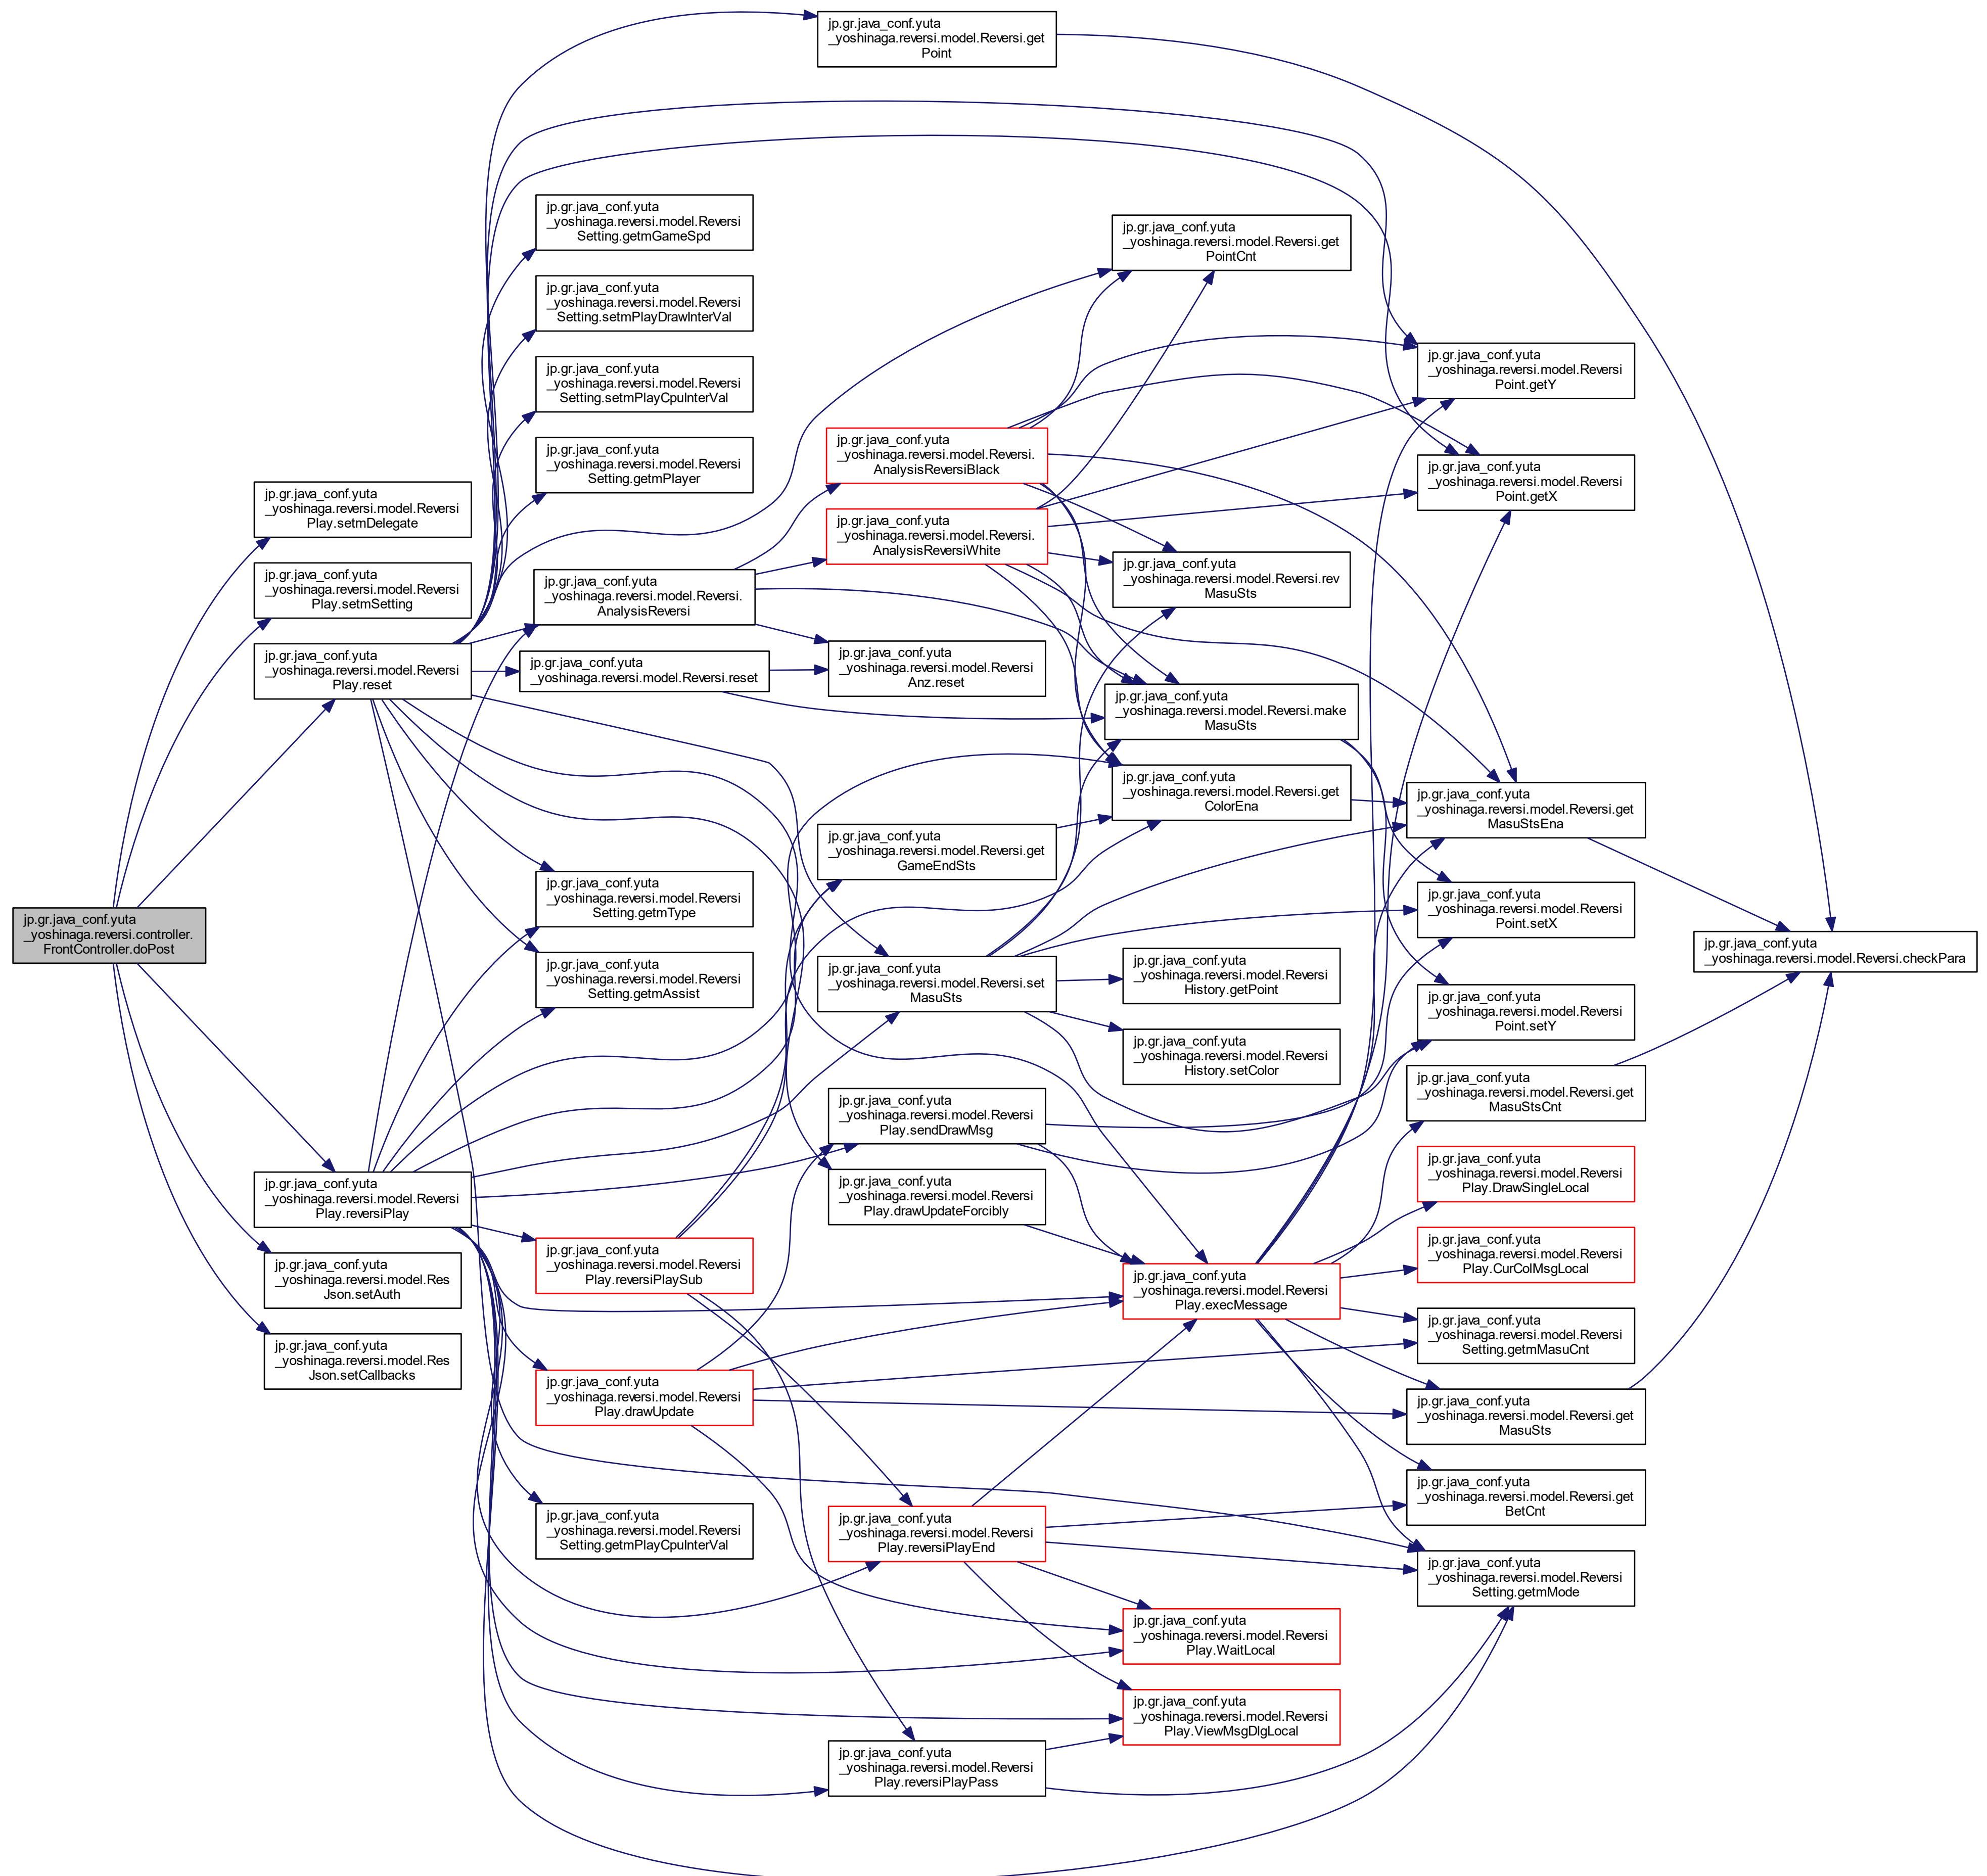 jp.gr.java_conf.yuta
_yoshinaga.reversi.controller.
FrontController.doPost
jp.gr.java_conf.yuta
_yoshinaga.reversi.model.Reversi
Play.setmDelegate
jp.gr.java_conf.yuta
_yoshinaga.reversi.model.Reversi
Play.setmSetting
jp.gr.java_conf.yuta
_yoshinaga.reversi.model.Reversi
Play.reset
jp.gr.java_conf.yuta
_yoshinaga.reversi.model.Reversi
Play.reversiPlay
jp.gr.java_conf.yuta
_yoshinaga.reversi.model.Res
Json.setAuth
jp.gr.java_conf.yuta
_yoshinaga.reversi.model.Res
Json.setCallbacks
jp.gr.java_conf.yuta
_yoshinaga.reversi.model.Reversi
Setting.getmGameSpd
jp.gr.java_conf.yuta
_yoshinaga.reversi.model.Reversi
Setting.setmPlayDrawInterVal
jp.gr.java_conf.yuta
_yoshinaga.reversi.model.Reversi
Setting.setmPlayCpuInterVal
jp.gr.java_conf.yuta
_yoshinaga.reversi.model.Reversi
Setting.getmPlayer
jp.gr.java_conf.yuta
_yoshinaga.reversi.model.Reversi.
AnalysisReversi
jp.gr.java_conf.yuta
_yoshinaga.reversi.model.Reversi.reset
jp.gr.java_conf.yuta
_yoshinaga.reversi.model.Reversi
Setting.getmType
jp.gr.java_conf.yuta
_yoshinaga.reversi.model.Reversi
Setting.getmAssist
jp.gr.java_conf.yuta
_yoshinaga.reversi.model.Reversi
Play.reversiPlaySub
jp.gr.java_conf.yuta
_yoshinaga.reversi.model.Reversi
Play.drawUpdate
jp.gr.java_conf.yuta
_yoshinaga.reversi.model.Reversi
Setting.getmPlayCpuInterVal
jp.gr.java_conf.yuta
_yoshinaga.reversi.model.Reversi.get
Point
jp.gr.java_conf.yuta
_yoshinaga.reversi.model.Reversi.
AnalysisReversiBlack
jp.gr.java_conf.yuta
_yoshinaga.reversi.model.Reversi.
AnalysisReversiWhite
jp.gr.java_conf.yuta
_yoshinaga.reversi.model.Reversi
Anz.reset
jp.gr.java_conf.yuta
_yoshinaga.reversi.model.Reversi.get
GameEndSts
jp.gr.java_conf.yuta
_yoshinaga.reversi.model.Reversi.set
MasuSts
jp.gr.java_conf.yuta
_yoshinaga.reversi.model.Reversi
Play.sendDrawMsg
jp.gr.java_conf.yuta
_yoshinaga.reversi.model.Reversi
Play.drawUpdateForcibly
jp.gr.java_conf.yuta
_yoshinaga.reversi.model.Reversi
Play.reversiPlayEnd
jp.gr.java_conf.yuta
_yoshinaga.reversi.model.Reversi
Play.reversiPlayPass
jp.gr.java_conf.yuta
_yoshinaga.reversi.model.Reversi.get
PointCnt
jp.gr.java_conf.yuta
_yoshinaga.reversi.model.Reversi.rev
MasuSts
jp.gr.java_conf.yuta
_yoshinaga.reversi.model.Reversi.make
MasuSts
jp.gr.java_conf.yuta
_yoshinaga.reversi.model.Reversi.get
ColorEna
jp.gr.java_conf.yuta
_yoshinaga.reversi.model.Reversi
History.getPoint
jp.gr.java_conf.yuta
_yoshinaga.reversi.model.Reversi
History.setColor
jp.gr.java_conf.yuta
_yoshinaga.reversi.model.Reversi
Play.execMessage
jp.gr.java_conf.yuta
_yoshinaga.reversi.model.Reversi
Play.WaitLocal
jp.gr.java_conf.yuta
_yoshinaga.reversi.model.Reversi
Play.ViewMsgDlgLocal
jp.gr.java_conf.yuta
_yoshinaga.reversi.model.Reversi
Point.getY
jp.gr.java_conf.yuta
_yoshinaga.reversi.model.Reversi
Point.getX
jp.gr.java_conf.yuta
_yoshinaga.reversi.model.Reversi.get
MasuStsEna
jp.gr.java_conf.yuta
_yoshinaga.reversi.model.Reversi
Point.setX
jp.gr.java_conf.yuta
_yoshinaga.reversi.model.Reversi
Point.setY
jp.gr.java_conf.yuta
_yoshinaga.reversi.model.Reversi.get
MasuStsCnt
jp.gr.java_conf.yuta
_yoshinaga.reversi.model.Reversi
Play.DrawSingleLocal
jp.gr.java_conf.yuta
_yoshinaga.reversi.model.Reversi
Play.CurColMsgLocal
jp.gr.java_conf.yuta
_yoshinaga.reversi.model.Reversi
Setting.getmMasuCnt
jp.gr.java_conf.yuta
_yoshinaga.reversi.model.Reversi.get
MasuSts
jp.gr.java_conf.yuta
_yoshinaga.reversi.model.Reversi.get
BetCnt
jp.gr.java_conf.yuta
_yoshinaga.reversi.model.Reversi
Setting.getmMode
jp.gr.java_conf.yuta
_yoshinaga.reversi.model.Reversi.checkPara